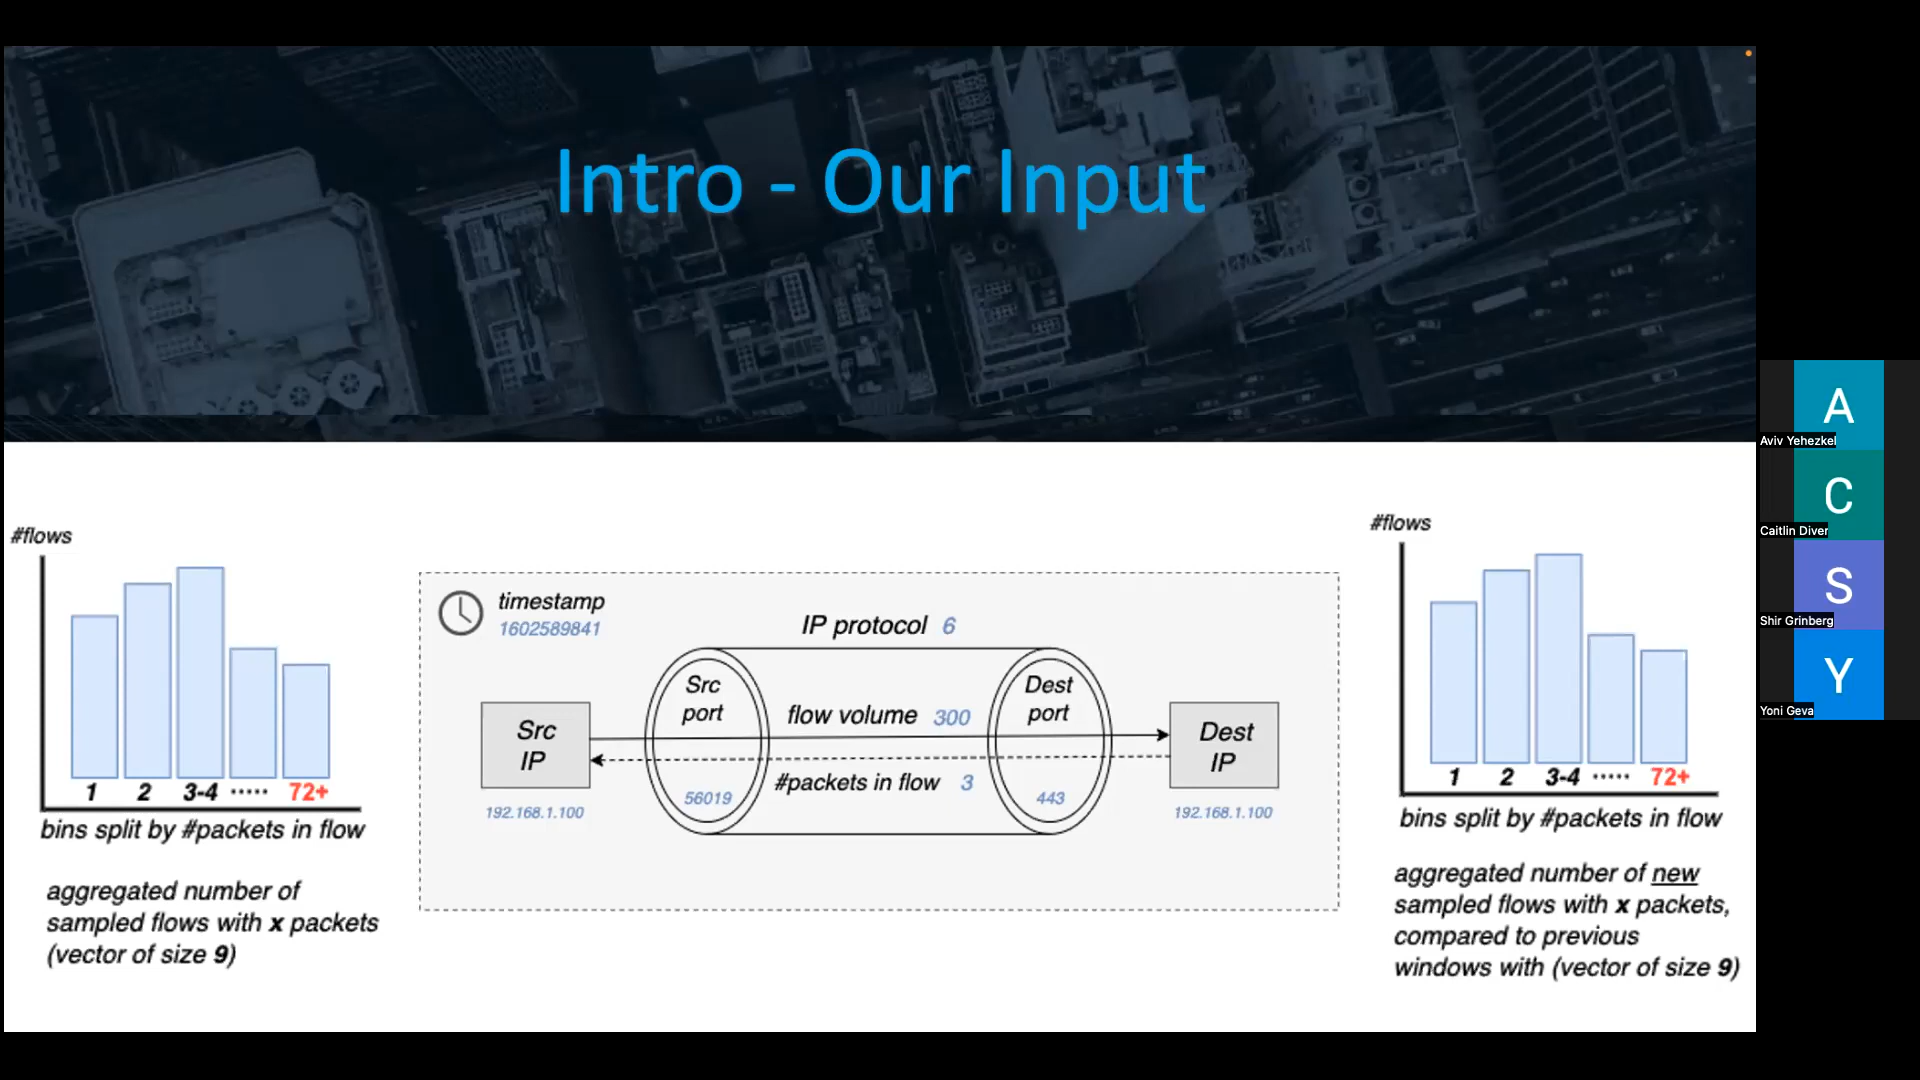 Intro - Our Input
#flows
1 2 3-4 ..... 72+
bins split by #packets in flow
aggregated number of
sampled flows with x packets
(vector of size 9)
timestamp
1602589841
IP protocol 6
Src
port
Dest
port
flow volume 300
Src
IP
Dest
IP
#packets in flow 3
56019
443
192.168.1.100
192.168.1.100
#flows
1 2 3-4 ..... 72+
bins split by #packets in flow
aggregated number of new
sampled flows with x packets,
compared to previous
windows with (vector of size 9)
A
Aviv Yehezkel
C
Caitlin Diver
S
Shir Grinberg
Y
Yoni Geva